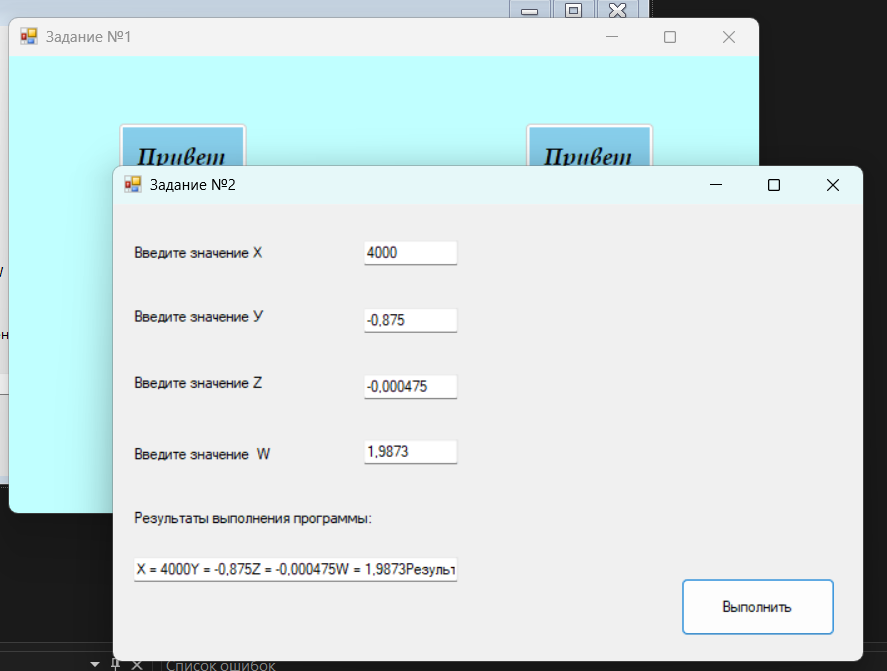 Задание №1
Привет Привет
Задание №2
Введите значение X 4000
Введите значение У -0,875
Введите значение Z -0,000475
Введите значение W 1,9873
Результаты выполнения программы:
X = 4000Y = -0,875Z = -0,000475W = 1,9873Результ
Выполнить
Список ошибок